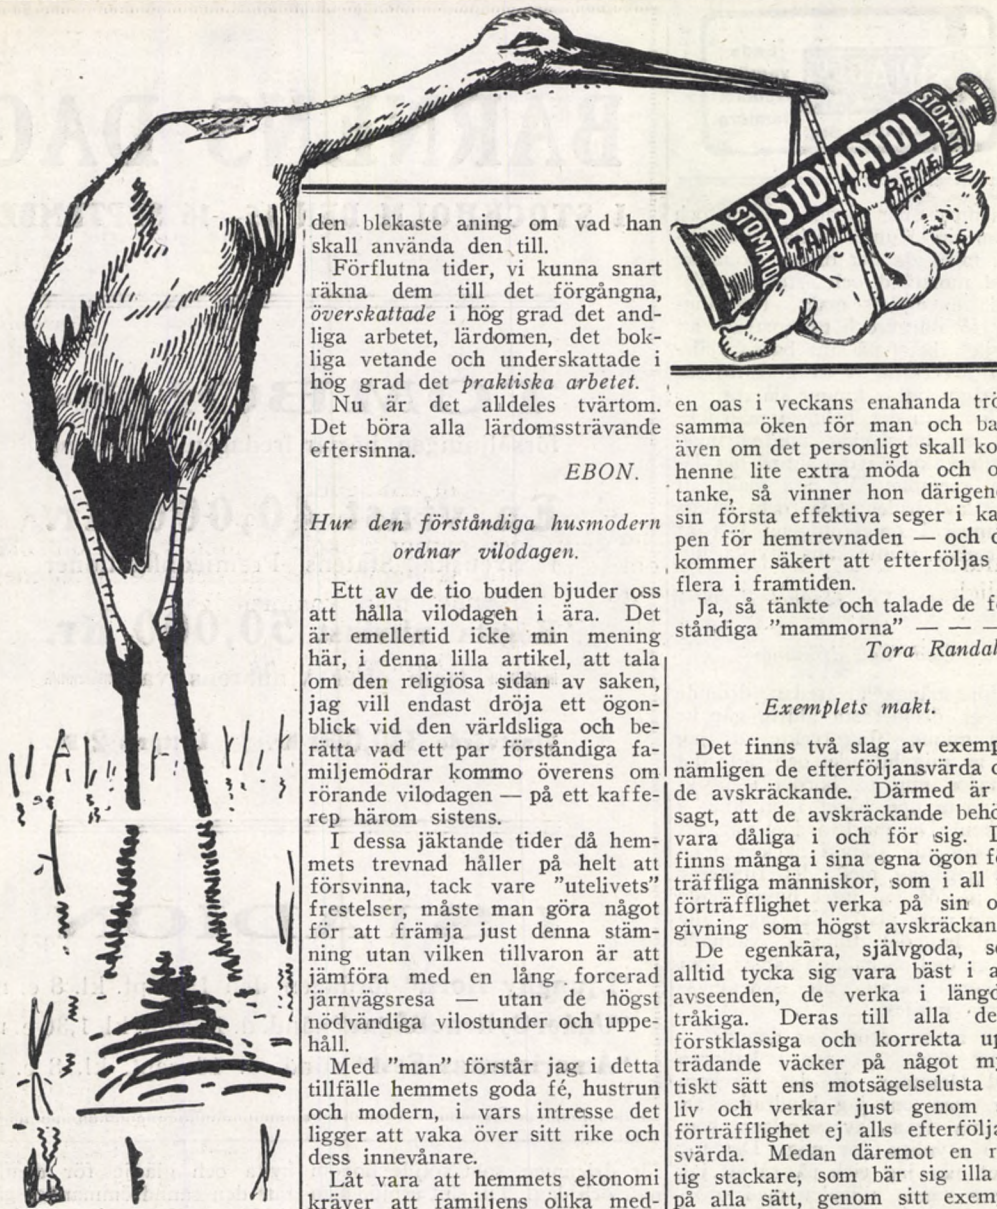 STOMATOL
STOMATOL
STOMATOL
TAND
CREME
den blekaste aning om vad han
skall använda den till.
Förflutna tider, vi kunna snart
räkna dem till det förgångna,
överskattade i hög grad det and-
liga arbetet, lärdomen, det bok-
liga vetande och underskattade i
hög grad det praktiska arbetet.
Nu är det alldeles tvärtom.
Det böra alla lärdomssträvande
eftersinna.
EBON.
Hur den förståndiga husmodern
ordnar vilodagen.
Ett av de tio buden bjuder oss
att hålla vilodagen i ära. Det
är emellertid icke min mening
här, i denna lilla artikel, att tala
om den religiösa sidan av saken,
jag vill endast dröja ett ögon-
blick vid den världsliga och be-
rätta vad ett par förståndiga fa-
miljemödrar kommo överens om
rörande vilodagen — på ett kaffe-
rep härom sistens.
I dessa jäktande tider då hem-
mets trevnad håller på helt att
försvinna, tack vare "utelivets"
frestelser, måste man göra något
för att främja just denna stäm-
ning utan vilken tillvaron är att
jämföra med en lång forcerad
järnvägsresa — utan de högst
nödvändiga vilostunder och uppe-
håll.
Med "man" förstår jag i detta
tillfälle hemmets goda fé, hustrun
och modern, i vars intresse det
ligger att vaka över sitt rike och
dess innevånare.
Låt vara att hemmets ekonomi
kräver att familjens olika med-
en oas i veckans enahanda trö
samma öken för man och ba
även om det personligt skall ko
henne lite extra möda och o
tanke, så vinner hon därigen
sin första effektiva seger i ka
pen för hemtrevnaden — och d
kommer säkert att efterföljas
flera i framtiden.
Ja, så tänkte och talade de f
ståndiga "mammorna" — — —
Tora Randal
Exemplets makt.
Det finns två slag av exemp
nämligen de efterföljansvärda o
de avskräckande. Därmed är
sagt, att de avskräckande behö
vara dåliga i och för sig. D
finns många i sina egna ögon f
träffliga människor, som i all
förträfflighet verka på sin o
givning som högst avskräckan
De egenkära, självgoda, so
alltid tycka sig vara bäst i a
avseenden, de verka i längd
tråkiga. Deras till alla de
förstklassiga och korrekta up
trädande väcker på något my
tiskt sätt ens motsägelselusta
liv och verkar just genom
förträfflighet ej alls efterfölja
svärda. Medan däremot en r
tig stackare, som bär sig illa
på alla sätt, genom sitt exem